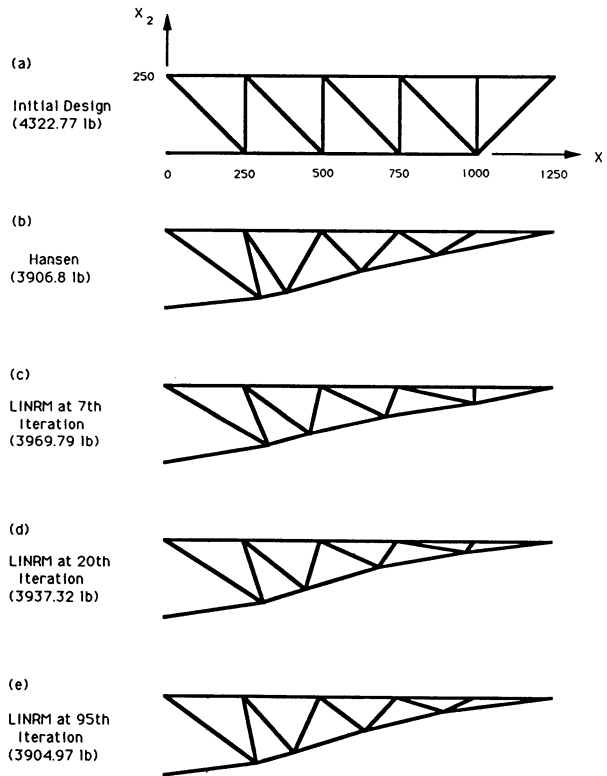 X 2
(a)
250
Initial Design
(4322.77 lb)
X
0 250 500 750 1000 1250
(b)
Hansen
(3906.8 lb)
(c)
LINRM at 7th
Iteration
(3969.79 lb)
(d)
LINRM at 20th
Iteration
(3937.32 lb)
(e)
LINRM at 95th
Iteration
(3904.97 lb)